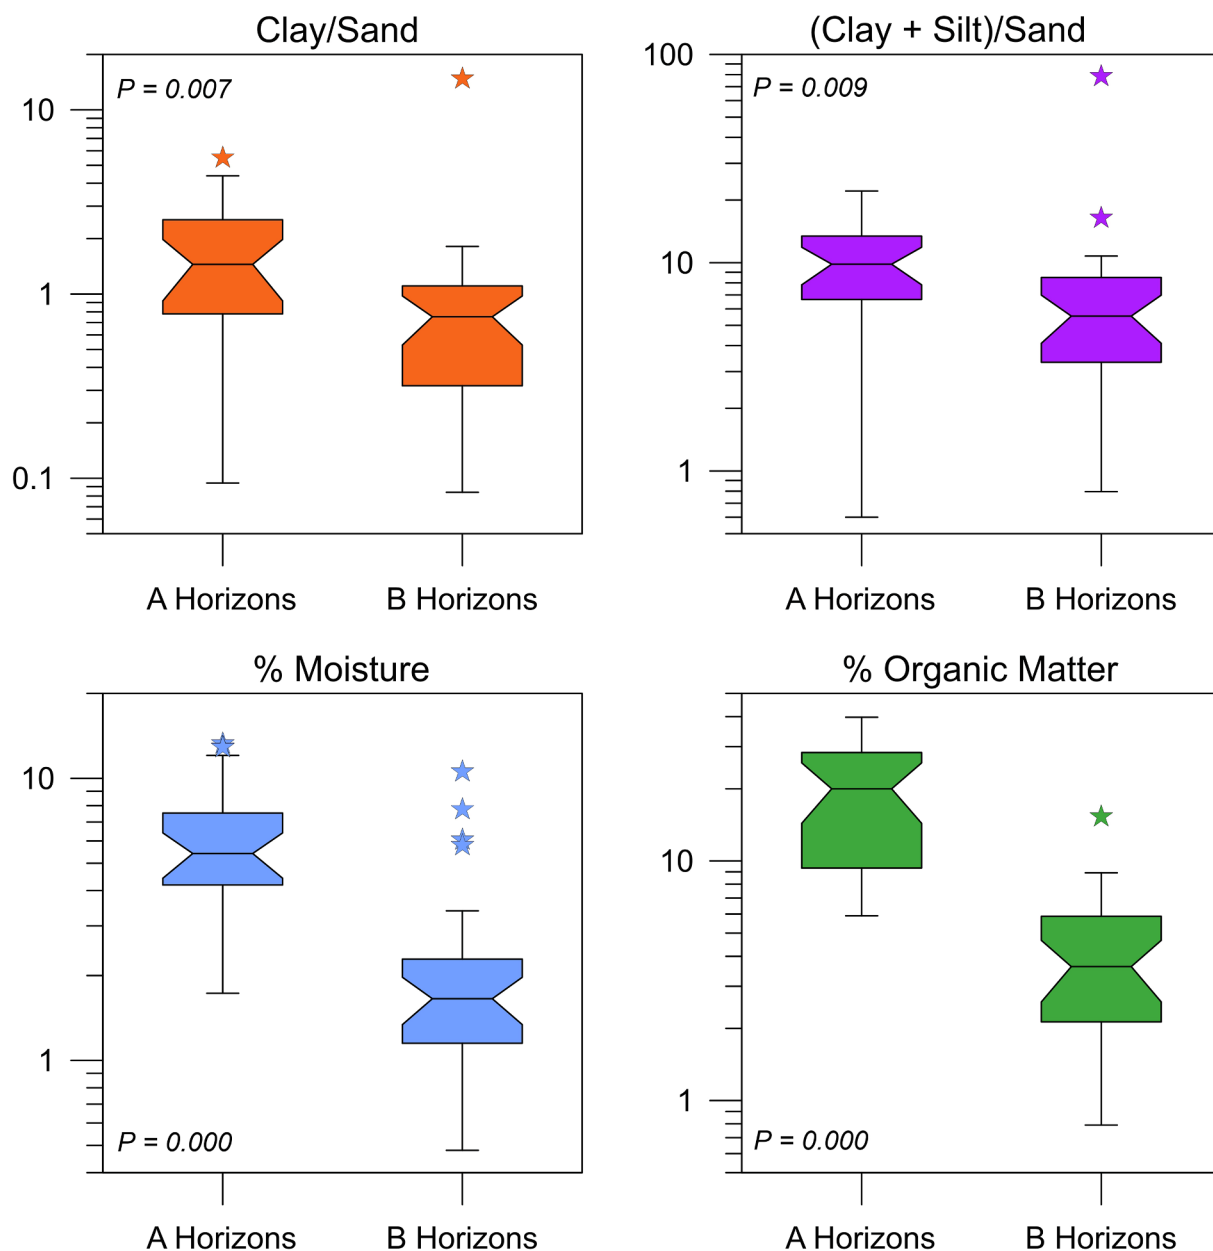 Clay/Sand
10
1
0.1
P = 0.007
A Horizons
B Horizons
(Clay + Silt)/Sand
100
10
1
P = 0.009
A Horizons
B Horizons
% Moisture
10
1
P = 0.000
A Horizons
B Horizons
% Organic Matter
10
1
P = 0.000
A Horizons
B Horizons